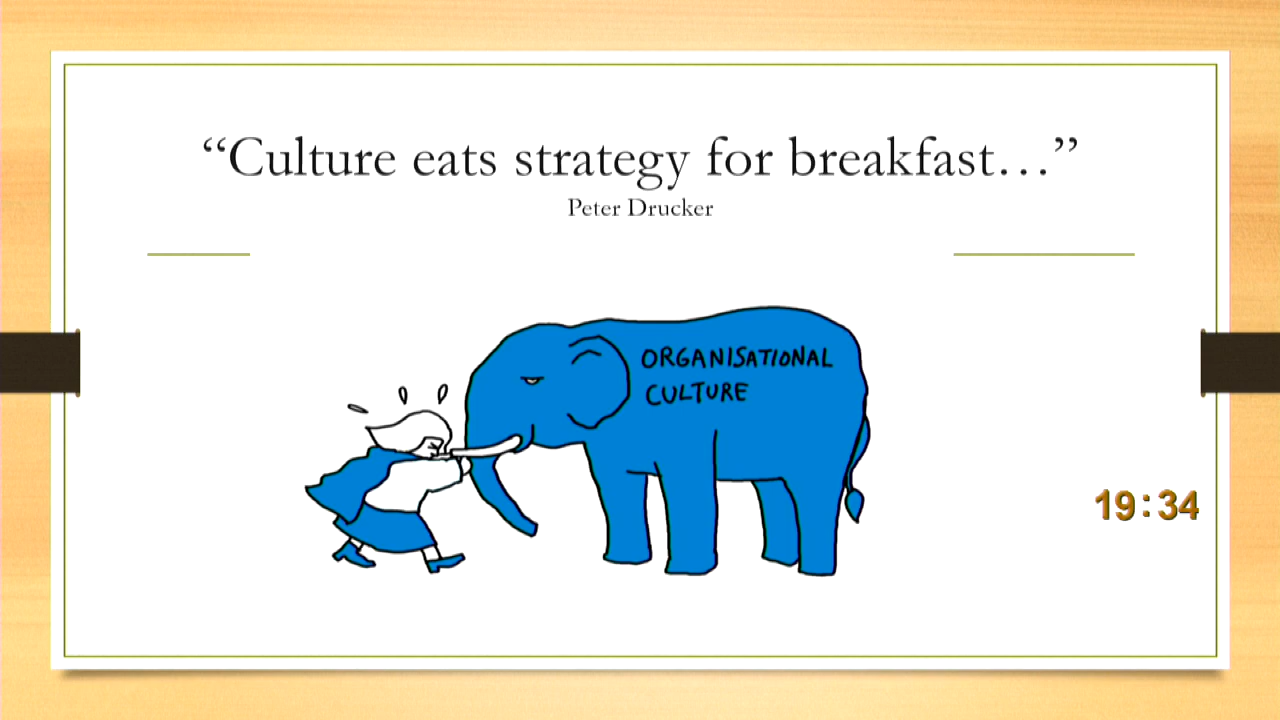 “Culture eats strategy for breakfast…”
Peter Drucker
ORGANISATIONAL
CULTURE
19:34